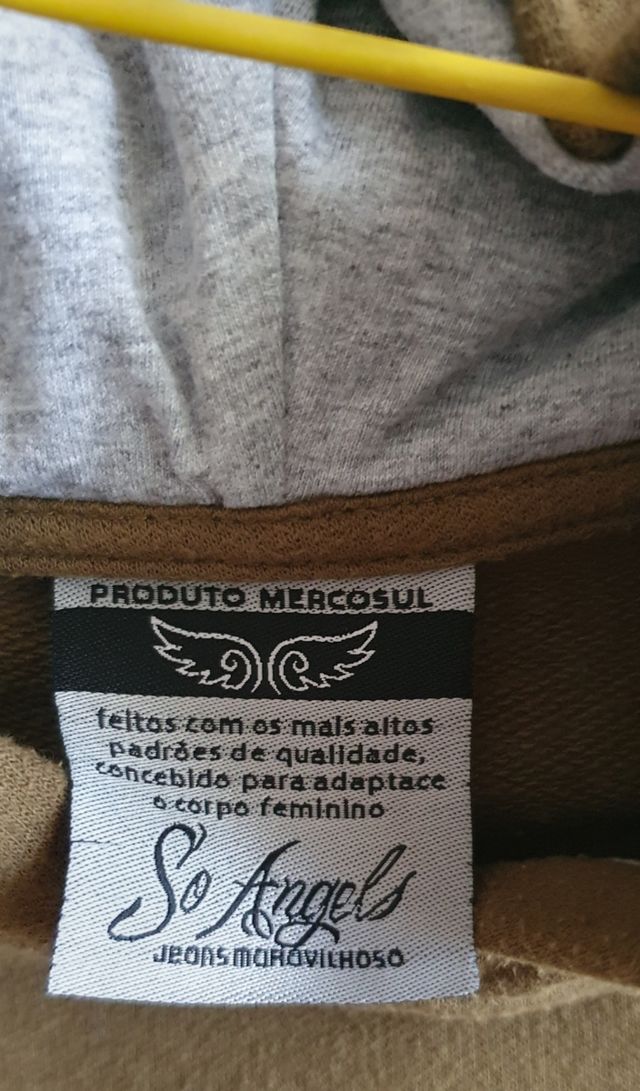 PRODUTO MERCOSUL
feitos com os mais altos
padrões de qualidade,
concebido para adaptace
o corpo feminino
So Angels
Jeans maravilhoso